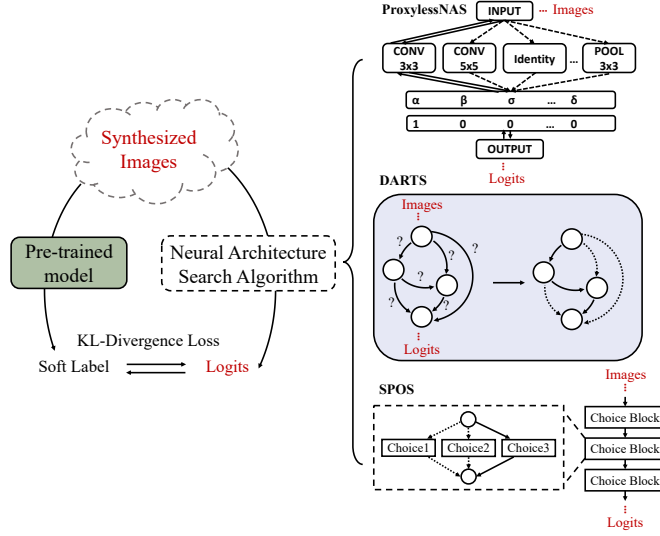 Synthesized
Images
Pre-trained
model
Neural Architecture
Search Algorithm
KL-Divergence Loss
Soft Label
Logits
ProxylessNAS
INPUT
... Images
CONV
3x3
CONV
5x5
Identity
...
POOL
3x3
α β σ ... δ
1 0 0 ... 0
OUTPUT
Logits
DARTS
Images
? ? ? ? ? ?
Logits
SPOS
Images
Choice1 Choice2 Choice3
Choice Block
Choice Block
Choice Block
Logits